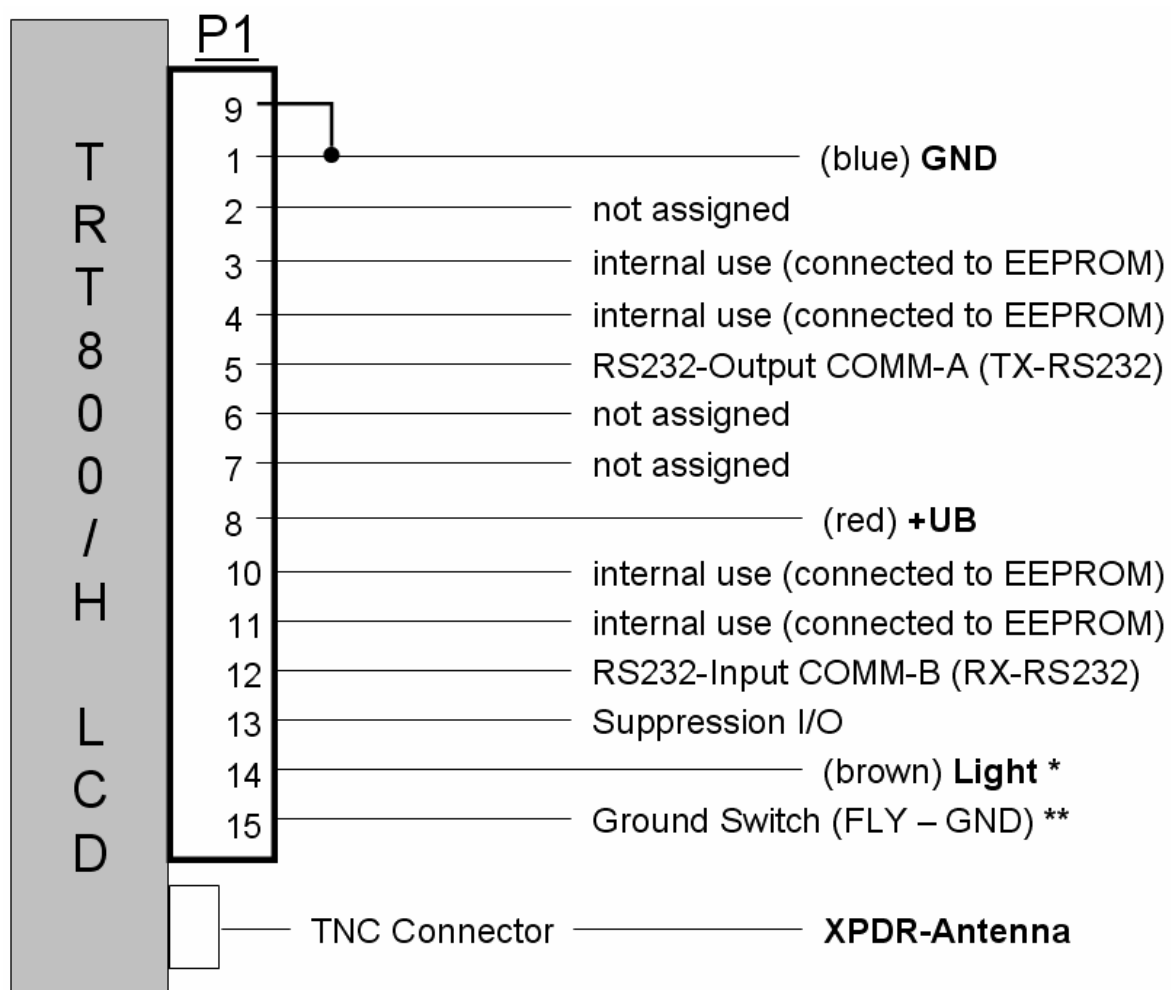 TRT800/H LCD
P1
9
1 (blue) GND
2 not assigned
3 internal use (connected to EEPROM)
4 internal use (connected to EEPROM)
5 RS232-Output COMM-A (TX-RS232)
6 not assigned
7 not assigned
8 (red) +UB
10 internal use (connected to EEPROM)
11 internal use (connected to EEPROM)
12 RS232-Input COMM-B (RX-RS232)
13 Suppression I/O
14 (brown) Light *
15 Ground Switch (FLY – GND) **
TNC Connector XPDR-Antenna